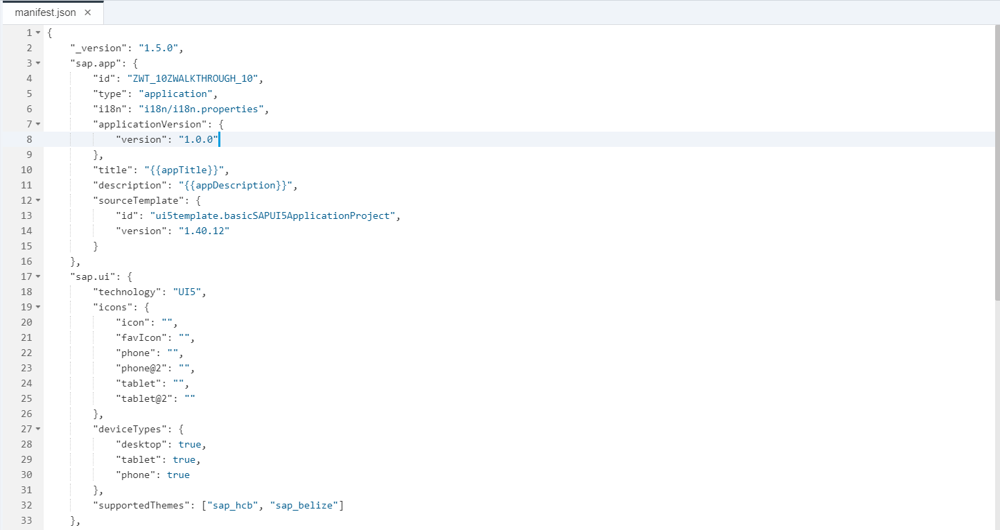 manifest.json ×
1 {
2     "_version": "1.5.0",
3     "sap.app": {
4         "id": "ZWT_10ZWALKTHROUGH_10",
5         "type": "application",
6         "i18n": "i18n/i18n.properties",
7         "applicationVersion": {
8             "version": "1.0.0"
9         },
10         "title": "{{appTitle}}",
11         "description": "{{appDescription}}",
12         "sourceTemplate": {
13             "id": "ui5template.basicSAPUI5ApplicationProject",
14             "version": "1.40.12"
15         }
16     },
17     "sap.ui": {
18         "technology": "UI5",
19         "icons": {
20             "icon": "",
21             "favIcon": "",
22             "phone": "",
23             "phone@2": "",
24             "tablet": "",
25             "tablet@2": ""
26         },
27         "deviceTypes": {
28             "desktop": true,
29             "tablet": true,
30             "phone": true
31         },
32         "supportedThemes": ["sap_hcb", "sap_belize"]
33     },